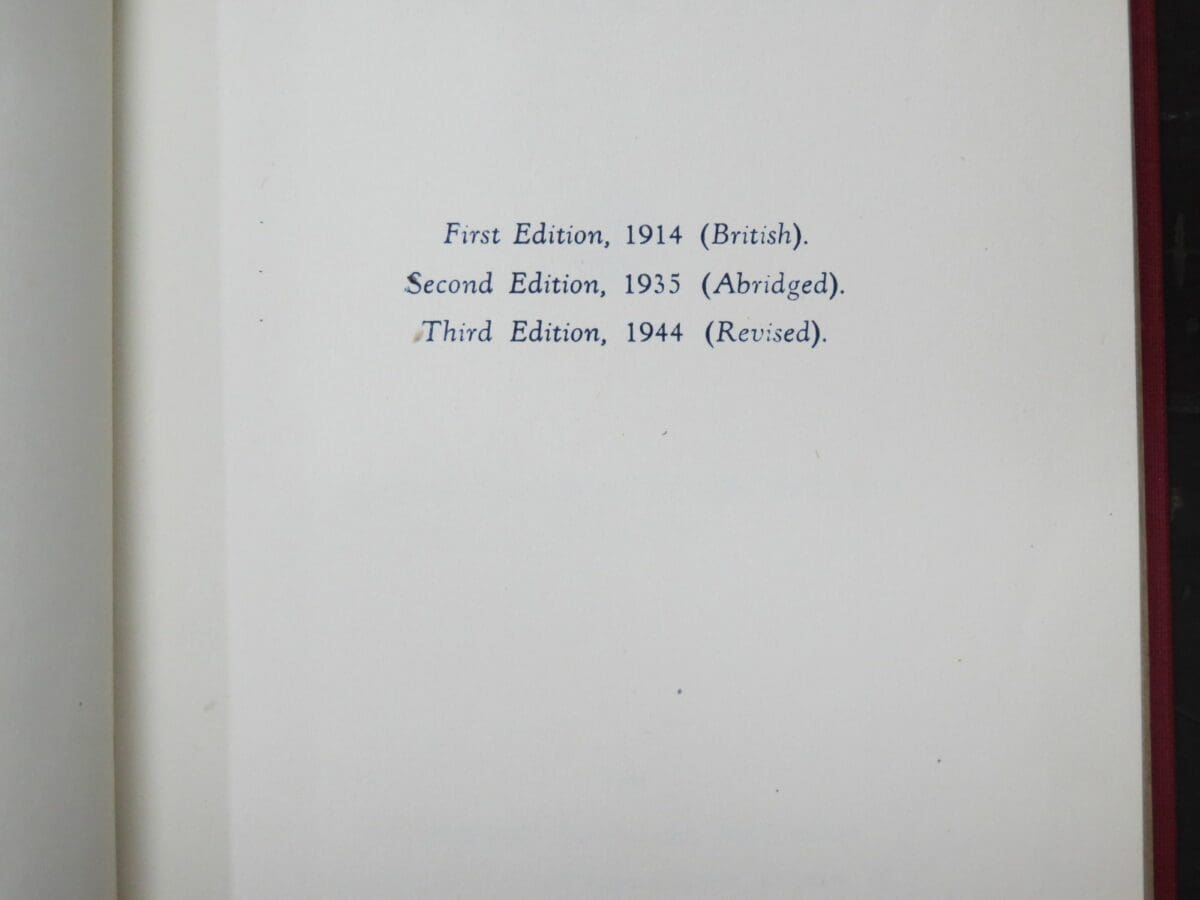 First Edition, 1914 (British).
Second Edition, 1935 (Abridged).
Third Edition, 1944 (Revised).